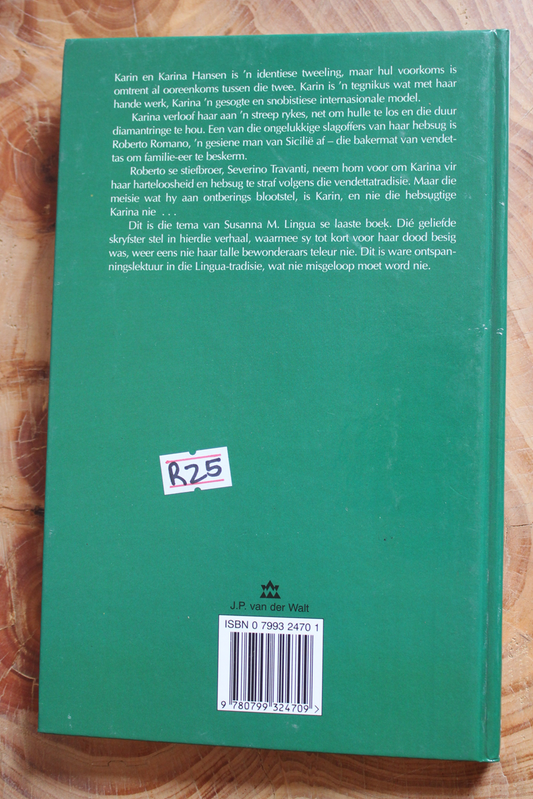 Karin en Karina Hansen is 'n identiese tweeling, maar hul voorkoms is
omtrent al ooreenkoms tussen die twee. Karin is 'n tegnikus wat met haar
hande werk, Karina 'n gesogte en snobistiese internasionale model.
Karina verloof haar aan 'n streep rykes, net om hulle te los en die duur
diamantringe te hou. Een van die ongelukkige slagoffers van haar hebsug is
Roberto Romano, 'n gesiene man van Sicilië af – die bakermat van vendet-
tas om familie-eer te beskerm.
Roberto se stiefbroer, Severino Travanti, neem hom voor om Karina vir
haar harteloosheid en hebsug te straf volgens die vendettatradisie. Maar die
meisie wat hy aan ontberings blootstel, is Karin, en nie die hebsugtige
Karina nie . . .
Dit is die tema van Susanna M. Lingua se laaste boek. Dié geliefde
skryfster stel in hierdie verhaal, waarmee sy tot kort voor haar dood besig
was, weer eens nie haar talle bewonderaars teleur nie. Dit is ware ontspan-
ningslektuur in die Lingua-tradisie, wat nie misgeloop moet word nie.
R25
J.P. van der Walt
ISBN 0 7993 2470 1
9 780799 324709 >